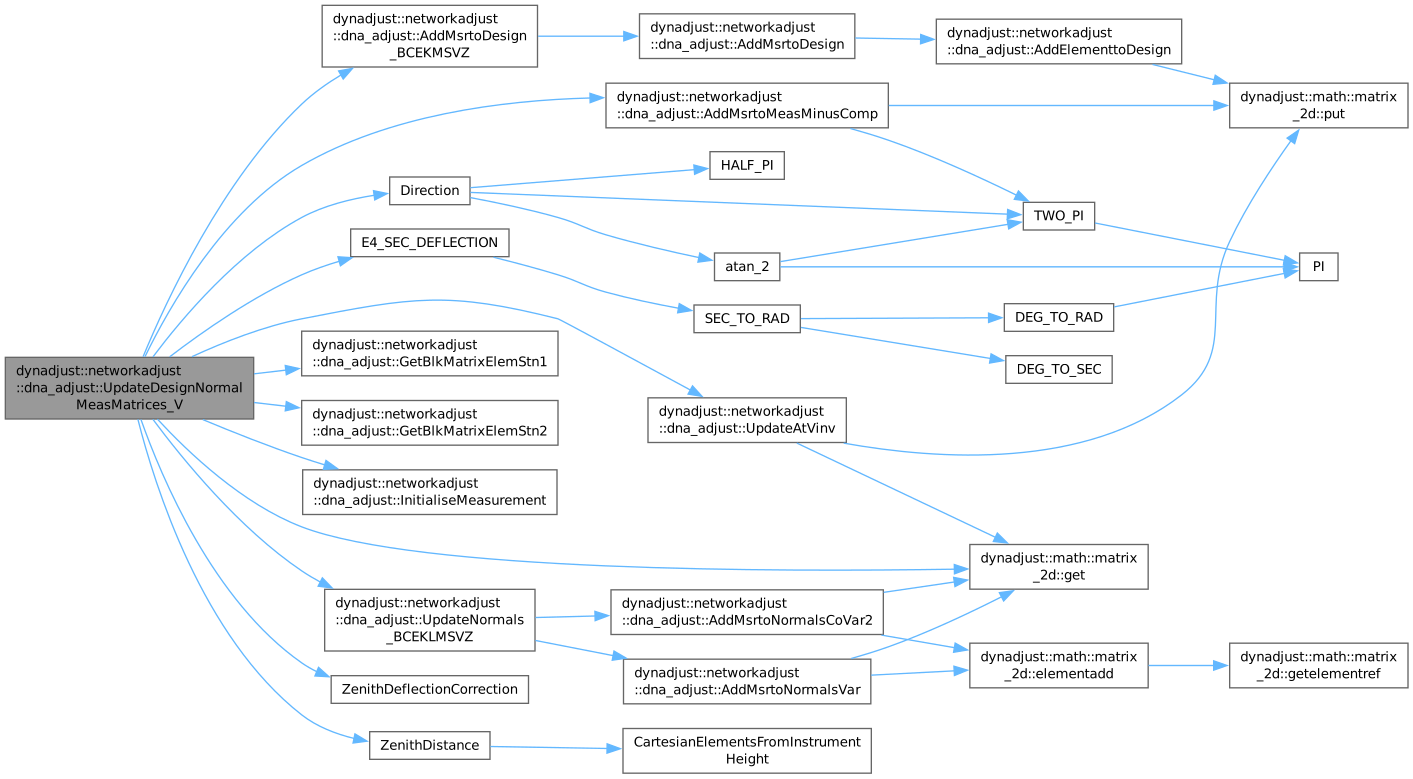 dynadjust::networkadjust
::dna_adjust::UpdateDesignNormal
MeasMatrices_V
dynadjust::networkadjust
::dna_adjust::AddMsrtoDesign
_BCEKMSVZ
dynadjust::networkadjust
::dna_adjust::AddMsrtoDesign
dynadjust::networkadjust
::dna_adjust::AddElementtoDesign
dynadjust::math::matrix
_2d::put
dynadjust::networkadjust
::dna_adjust::AddMsrtoMeasMinusComp
HALF_PI
Direction
TWO_PI
E4_SEC_DEFLECTION
atan_2
PI
SEC_TO_RAD
DEG_TO_RAD
DEG_TO_SEC
dynadjust::networkadjust
::dna_adjust::GetBlkMatrixElemStn1
dynadjust::networkadjust
::dna_adjust::GetBlkMatrixElemStn2
dynadjust::networkadjust
::dna_adjust::UpdateAtVinv
dynadjust::networkadjust
::dna_adjust::InitialiseMeasurement
dynadjust::math::matrix
_2d::get
dynadjust::networkadjust
::dna_adjust::UpdateNormals
_BCEKLMSVZ
dynadjust::networkadjust
::dna_adjust::AddMsrtoNormalsCoVar2
dynadjust::networkadjust
::dna_adjust::AddMsrtoNormalsVar
dynadjust::math::matrix
_2d::elementadd
dynadjust::math::matrix
_2d::getelementref
ZenithDeflectionCorrection
ZenithDistance
CartesianElementsFromInstrument
Height